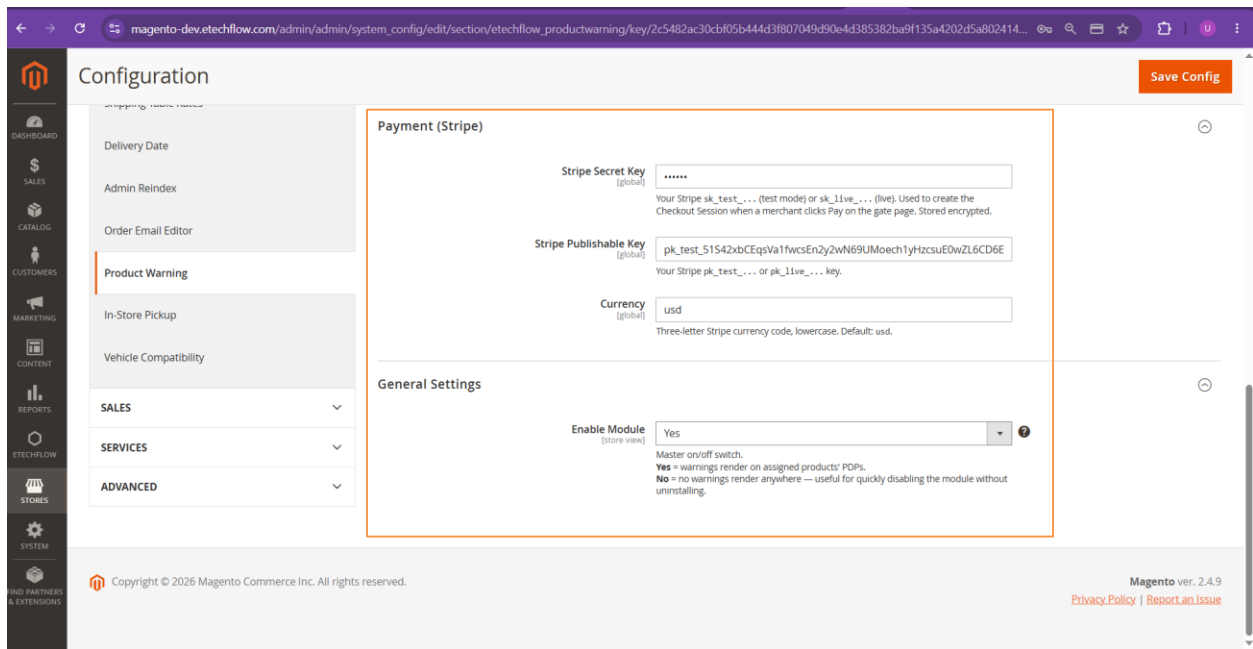 magento-dev.etechflow.com/admin/admin/system_config/edit/section/etechflow_productwarning/key/2c5482ac30cbf05b444d3f807049d90e4d385382ba9f135a4202d5a802414...
U
Configuration
Save Config
DASHBOARD
SALES
CATALOG
CUSTOMERS
MARKETING
CONTENT
REPORTS
ETECHFLOW
STORES
SYSTEM
FIND PARTNERS
& EXTENSIONS
Shipping Table Rates
Delivery Date
Admin Reindex
Order Email Editor
Product Warning
In-Store Pickup
Vehicle Compatibility
SALES
SERVICES
ADVANCED
Payment (Stripe)
Stripe Secret Key
[global]
••••••
Your Stripe sk_test_... (test mode) or sk_live_... (live). Used to create the
Checkout Session when a merchant clicks Pay on the gate page. Stored encrypted.
Stripe Publishable Key
[global]
pk_test_51S42xbCEqsVa1fwcsEn2y2wN69UMoech1yHzcsuE0wZL6CD6E
Your Stripe pk_test_... or pk_live_... key.
Currency
[global]
usd
Three-letter Stripe currency code, lowercase. Default: usd.
General Settings
Enable Module
[store view]
Yes
Master on/off switch.
Yes = warnings render on assigned products' PDPs.
No = no warnings render anywhere — useful for quickly disabling the module without
uninstalling.
Copyright © 2026 Magento Commerce Inc. All rights reserved.
Magento ver. 2.4.9
Privacy Policy | Report an Issue